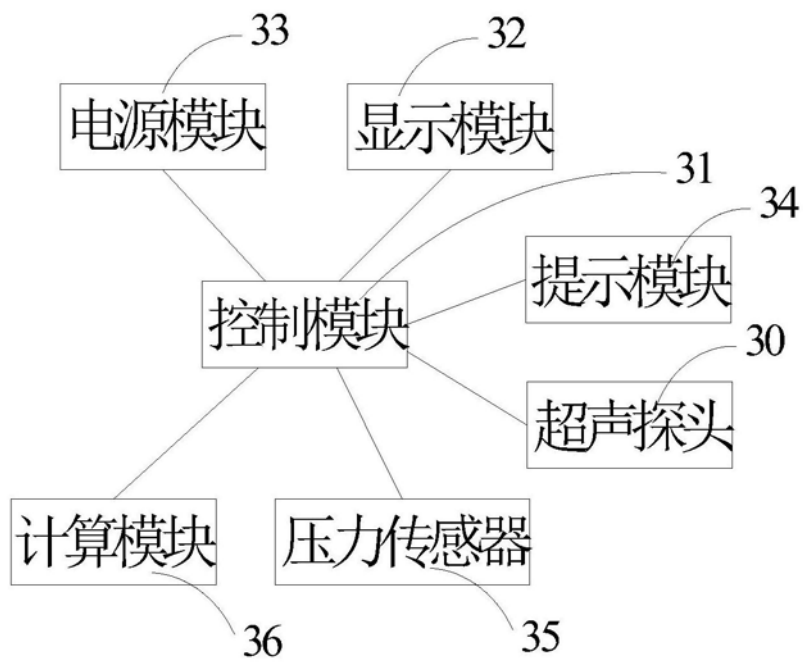 33
32
电源模块
显示模块
31
34
提示模块
控制模块
30
超声探头
计算模块
压力传感器
36
35